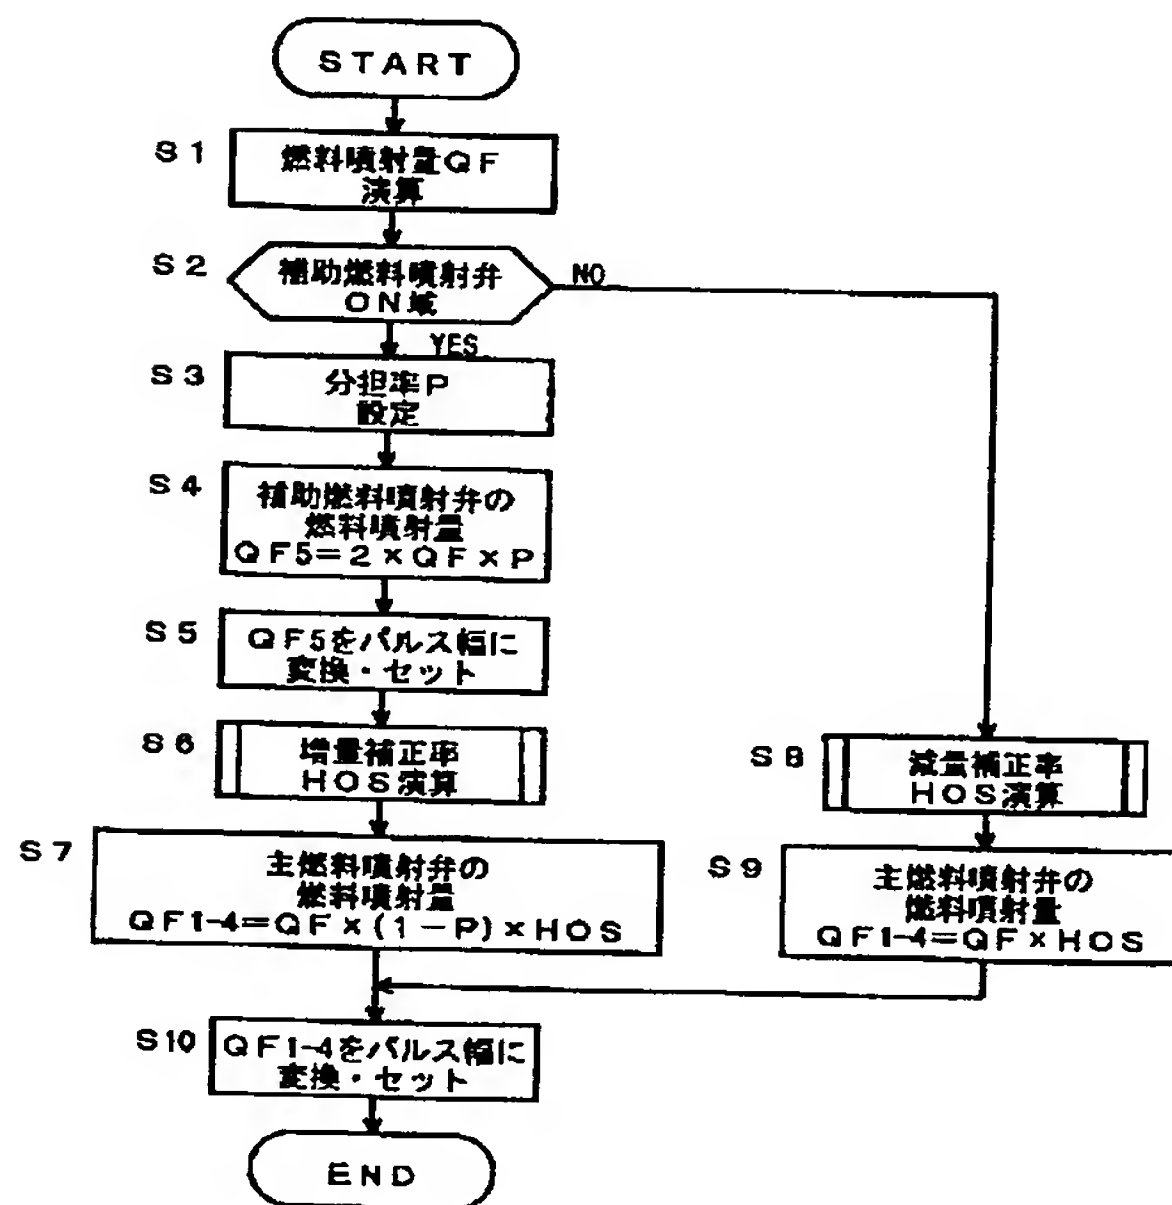 START
S1
燃料噴射量QF
演算
S2
補助燃料噴射弁
ON域
NO
YES
S3
分担率P
設定
S4
補助燃料噴射弁の
燃料噴射量
QF5=2×QF×P
S5
QF5をパルス幅に
変換・セット
S6
増量補正率
HOS演算
S7
主燃料噴射弁の
燃料噴射量
QF1-4=QF×(1-P)×HOS
S8
減量補正率
HOS演算
S9
主燃料噴射弁の
燃料噴射量
QF1-4=QF×HOS
S10
QF1-4をパルス幅に
変換・セット
END